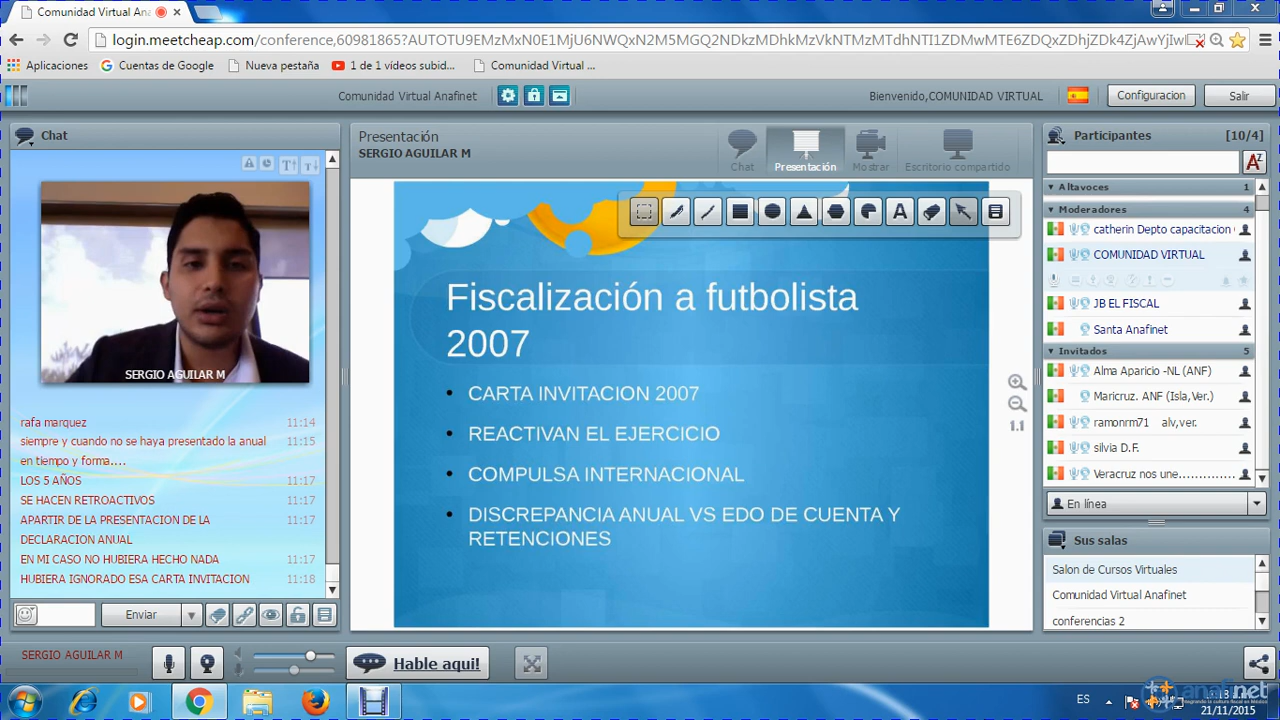 Comunidad Virtual Ana
login.meetcheap.com/conference,60981865?AUTOTU9EMzMxN0E1MjU6NWQxN2M5MGQ2NDkzMDhkMzVkNTMzMTdhNTI1ZDMwMTE6ZDQxZDhjZDk4ZjAwYjIw
Aplicaciones
Cuentas de Google
Nueva pestaña
1 de 1 vídeos subid...
Comunidad Virtual ...
Comunidad Virtual Anafinet
Bienvenido,COMUNIDAD VIRTUAL
Configuracion
Salir
Chat
SERGIO AGUILAR M
rafa marquez 11:14
siempre y cuando no se haya presentado la anual 11:15
en tiempo y forma....
LOS 5 AÑOS 11:17
SE HACEN RETROACTIVOS 11:17
APARTIR DE LA PRESENTACION DE LA 11:17
DECLARACION ANUAL
EN MI CASO NO HUBIERA HECHO NADA 11:17
HUBIERA IGNORADO ESA CARTA INVITACION 11:18
Enviar
Presentación
SERGIO AGUILAR M
Chat
Presentación
Mostrar
Escritorio compartido
Fiscalización a futbolista
2007
• CARTA INVITACION 2007
• REACTIVAN EL EJERCICIO
• COMPULSA INTERNACIONAL
• DISCREPANCIA ANUAL VS EDO DE CUENTA Y
RETENCIONES
1.1
Participantes [10/4]
Altavoces 1
Moderadores 4
catherin Depto capacitacion
COMUNIDAD VIRTUAL
JB EL FISCAL
Santa Anafinet
Invitados 5
Alma Aparicio -NL (ANF)
Maricruz. ANF (Isla,Ver.)
ramonrm71 alv,ver.
silvia D.F.
Veracruz nos une..............
En línea
Sus salas
Salon de Cursos Virtuales
Comunidad Virtual Anafinet
conferencias 2
SERGIO AGUILAR M
Hable aqui!
ES
anafinet
21/11/2015